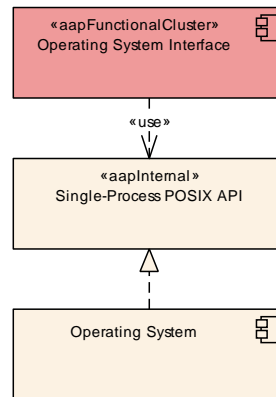 «aapFunctionalCluster»
Operating System Interface
«use»
«aapInternal»
Single-Process POSIX API
Operating System